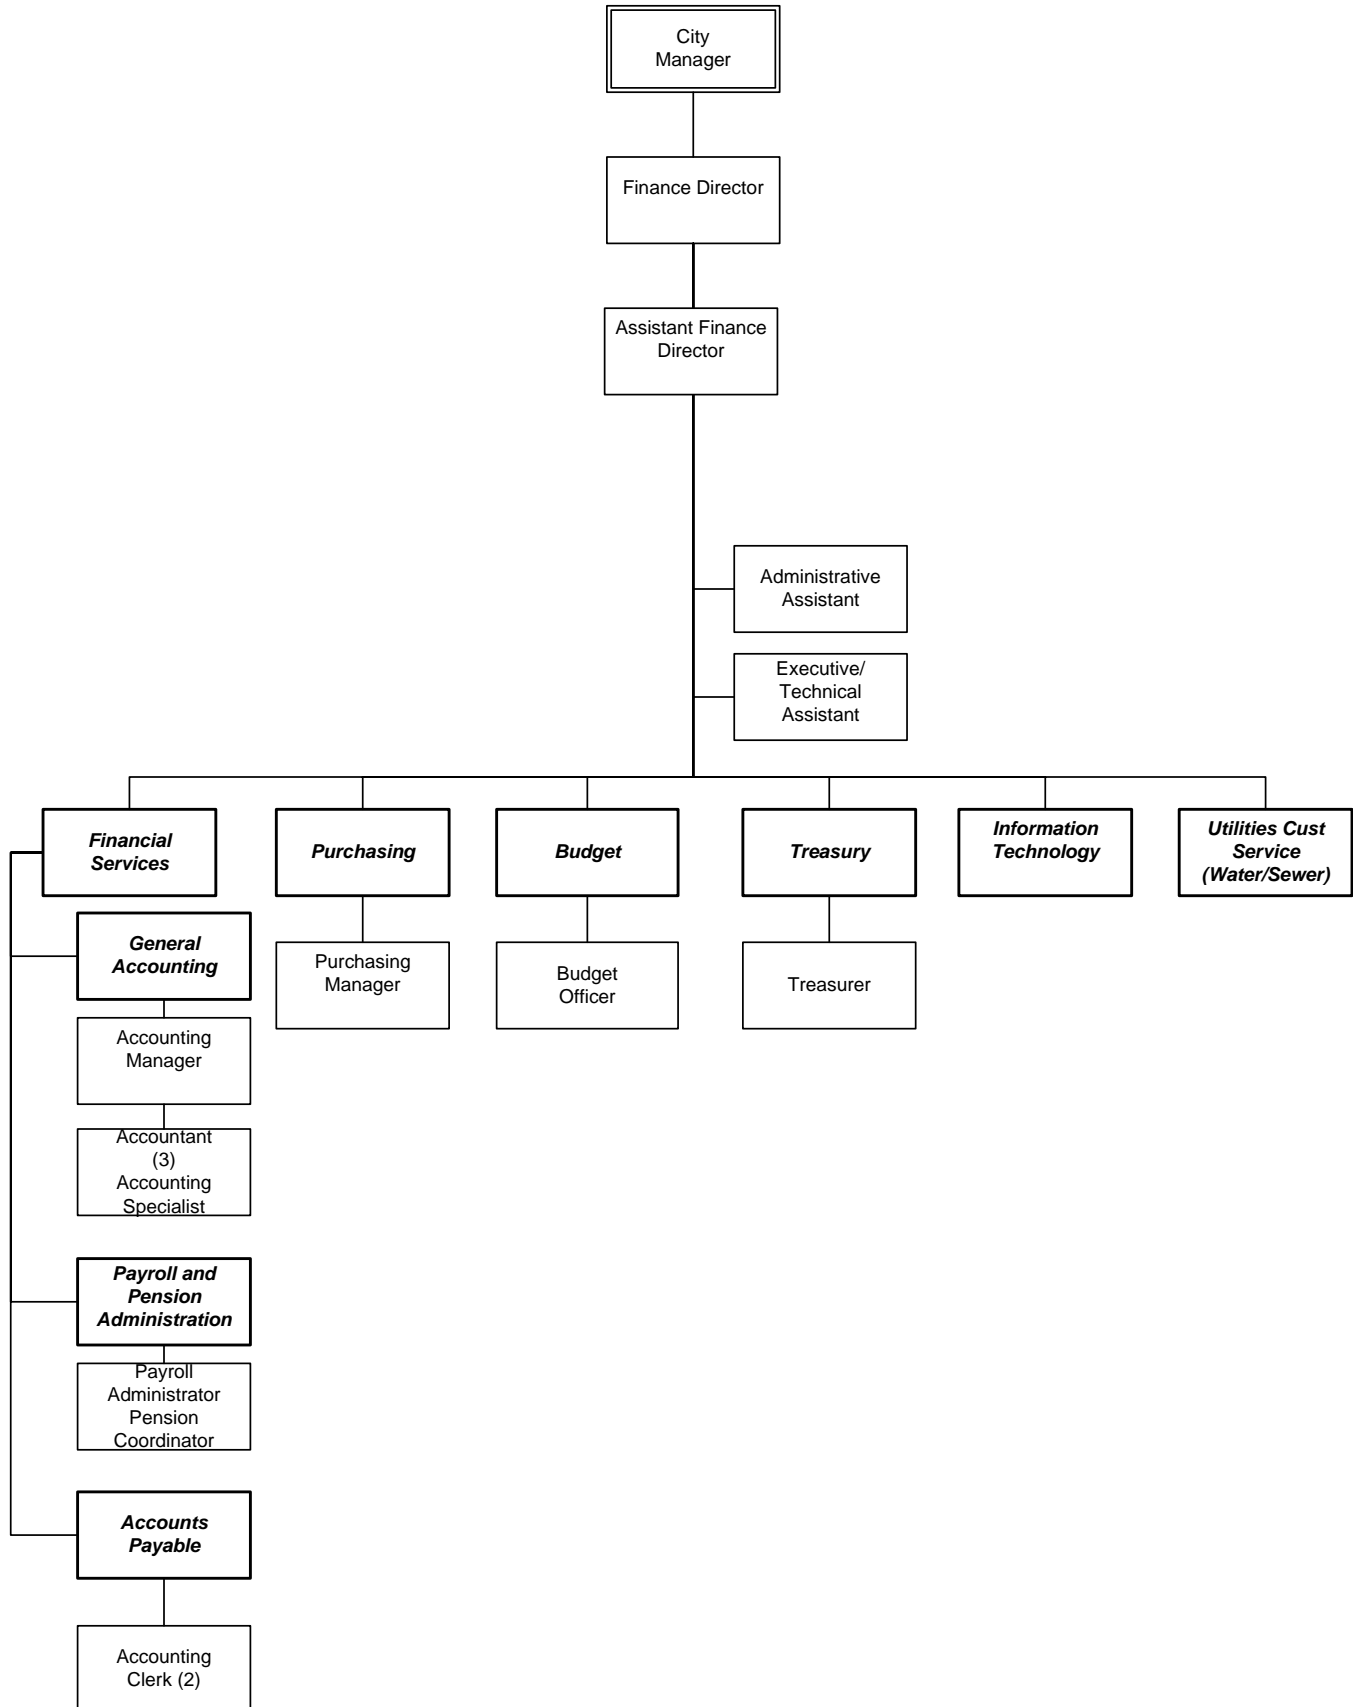 City
Manager
Finance Director
Assistant Finance
Director
Administrative
Assistant
Executive/
Technical
Assistant
Financial
Services
Purchasing
Budget
Treasury
Information
Technology
Utilities Cust
Service
(Water/Sewer)
General
Accounting
Purchasing
Manager
Budget
Officer
Treasurer
Accounting
Manager
Accountant
(3)
Accounting
Specialist
Payroll and
Pension
Administration
Payroll
Administrator
Pension
Coordinator
Accounts
Payable
Accounting
Clerk (2)